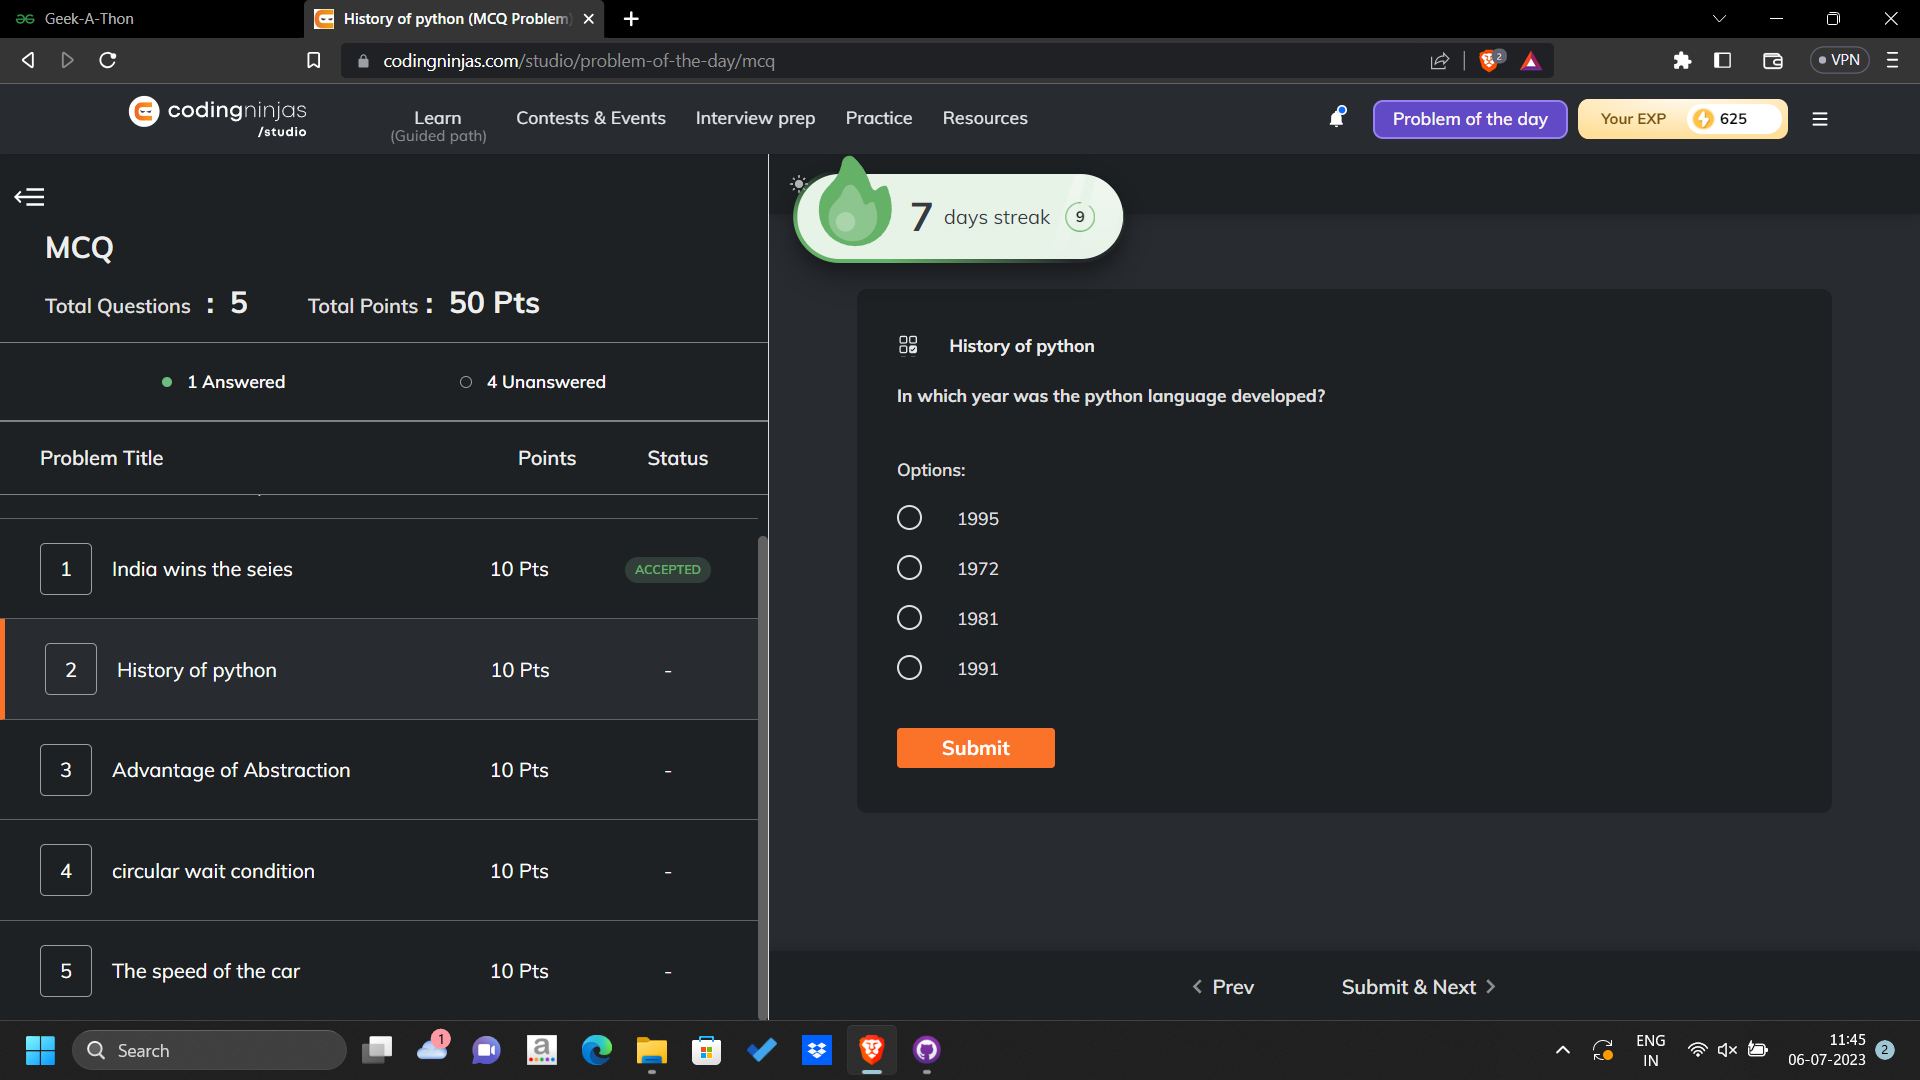 Geek-A-Thon
History of python (MCQ Problem)
codingninjas.com/studio/problem-of-the-day/mcq
2
VPN
codingninjas
/studio
Learn
(Guided path)
Contests & Events
Interview prep
Practice
Resources
Problem of the day
Your EXP
625
7 days streak 9
MCQ
Total Questions : 5
Total Points : 50 Pts
1 Answered
4 Unanswered
Problem Title
Points
Status
1 India wins the seies 10 Pts ACCEPTED
2 History of python 10 Pts -
3 Advantage of Abstraction 10 Pts -
4 circular wait condition 10 Pts -
5 The speed of the car 10 Pts -
History of python
In which year was the python language developed?
Options:
1995
1972
1981
1991
Submit
Prev
Submit & Next
Search
1
a
ENG
IN
11:45
06-07-2023
2